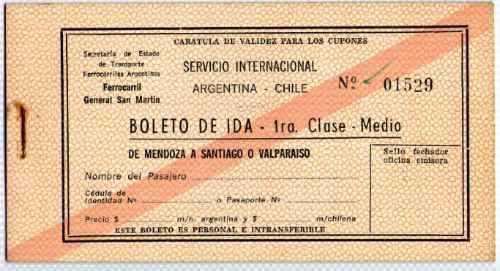 CARATULA DE VALIDEZ PARA LOS CUPONES
Secretaría de Estado
de Transporte
Ferrocarriles Argentinos
Ferrocarril
General San Martín
SERVICIO INTERNACIONAL
ARGENTINA - CHILE
Nº 01529
BOLETO DE IDA - 1ra. Clase - Medio
DE MENDOZA A SANTIAGO O VALPARAISO
Sello fechador
oficina emisora
Nombre del Pasajero
Cédula de
Identidad Nº o Pasaporte Nº
Precio $ m/n. argentina y $ m/chilena
ESTE BOLETO ES PERSONAL E INTRANSFERIBLE